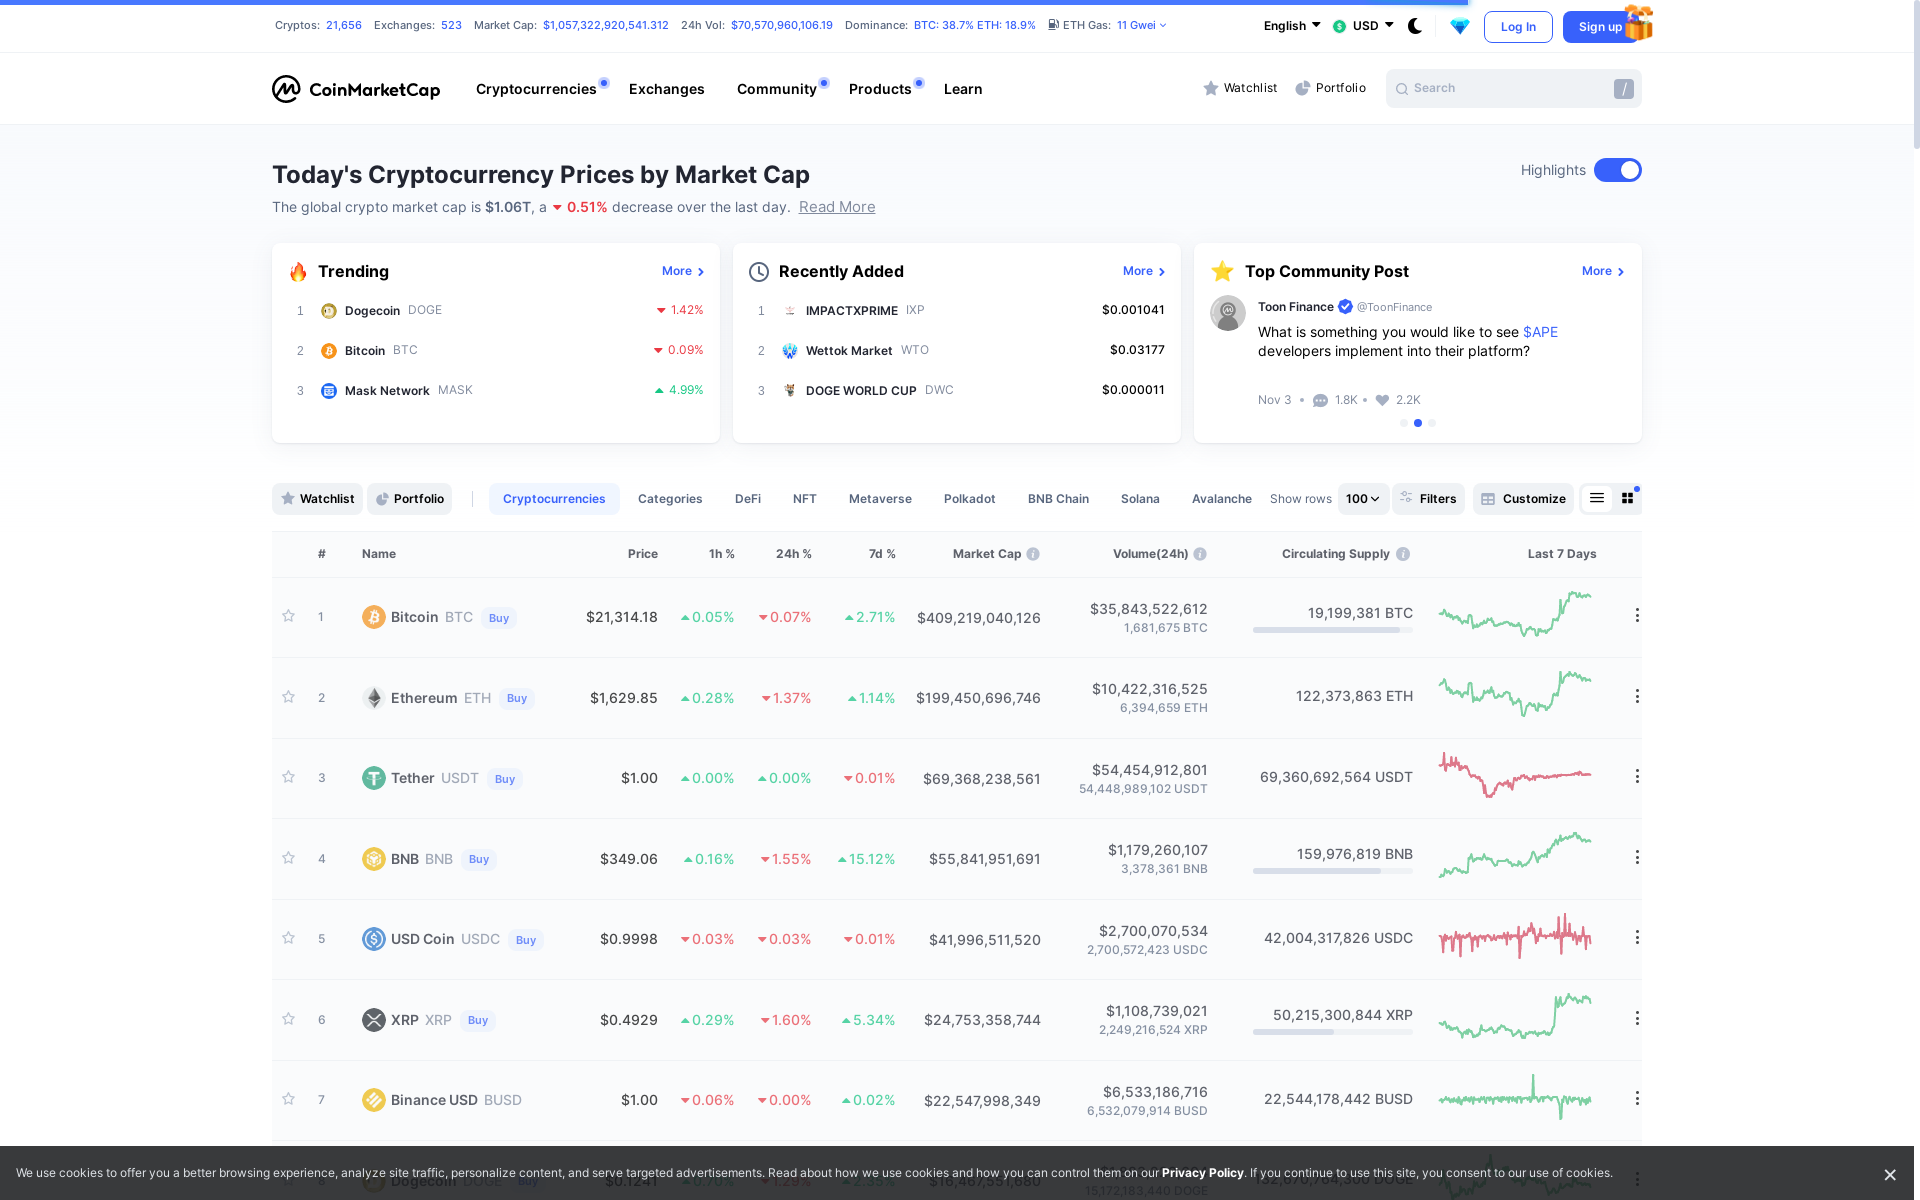 Cryptos: 21,656 Exchanges: 523 Market Cap: $1,057,322,920,541.312 24h Vol: $70,570,960,106.19 Dominance: BTC: 38.7% ETH: 18.9% ETH Gas: 11 Gwei
English USD Log In Sign up
CoinMarketCap Cryptocurrencies Exchanges Community Products Learn Watchlist Portfolio Search /
Today's Cryptocurrency Prices by Market Cap
Highlights
The global crypto market cap is $1.06T, a 0.51% decrease over the last day. Read More
Trending More
1 Dogecoin DOGE 1.42%
2 Bitcoin BTC 0.09%
3 Mask Network MASK 4.99%
Recently Added More
1 IMPACTXPRIME IXP $0.001041
2 Wettok Market WTO $0.03177
3 DOGE WORLD CUP DWC $0.000011
Top Community Post More
Toon Finance @ToonFinance
What is something you would like to see $APE
developers implement into their platform?
Nov 3 • 1.8K • 2.2K
Watchlist Portfolio Cryptocurrencies Categories DeFi NFT Metaverse Polkadot BNB Chain Solana Avalanche Show rows 100 Filters Customize
# Name Price 1h % 24h % 7d % Market Cap Volume(24h) Circulating Supply Last 7 Days
1 Bitcoin BTC Buy $21,314.18 0.05% 0.07% 2.71% $409,219,040,126 $35,843,522,612 19,199,381 BTC
1,681,675 BTC
2 Ethereum ETH Buy $1,629.85 0.28% 1.37% 1.14% $199,450,696,746 $10,422,316,525 122,373,863 ETH
6,394,659 ETH
3 Tether USDT Buy $1.00 0.00% 0.00% 0.01% $69,368,238,561 $54,454,912,801 69,360,692,564 USDT
54,448,989,102 USDT
4 BNB BNB Buy $349.06 0.16% 1.55% 15.12% $55,841,951,691 $1,179,260,107 159,976,819 BNB
3,378,361 BNB
5 USD Coin USDC Buy $0.9998 0.03% 0.03% 0.01% $41,996,511,520 $2,700,070,534 42,004,317,826 USDC
2,700,572,423 USDC
6 XRP XRP Buy $0.4929 0.29% 1.60% 5.34% $24,753,358,744 $1,108,739,021 50,215,300,844 XRP
2,249,216,524 XRP
7 Binance USD BUSD $1.00 0.06% 0.00% 0.02% $22,547,998,349 $6,533,186,716 22,544,178,442 BUSD
6,532,079,914 BUSD
We use cookies to offer you a better browsing experience, analyze site traffic, personalize content, and serve targeted advertisements. Read about how we use cookies and how you can control them on our Privacy Policy. If you continue to use this site, you consent to our use of cookies.
8 Dogecoin DOGE Buy $0.1241